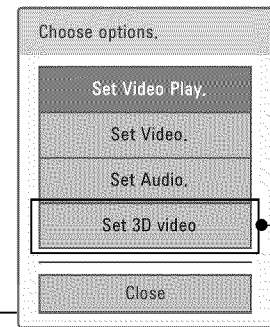 Choose options.
Set Video Play.
Set Video.
Set Audio.
Set 3D video
Close